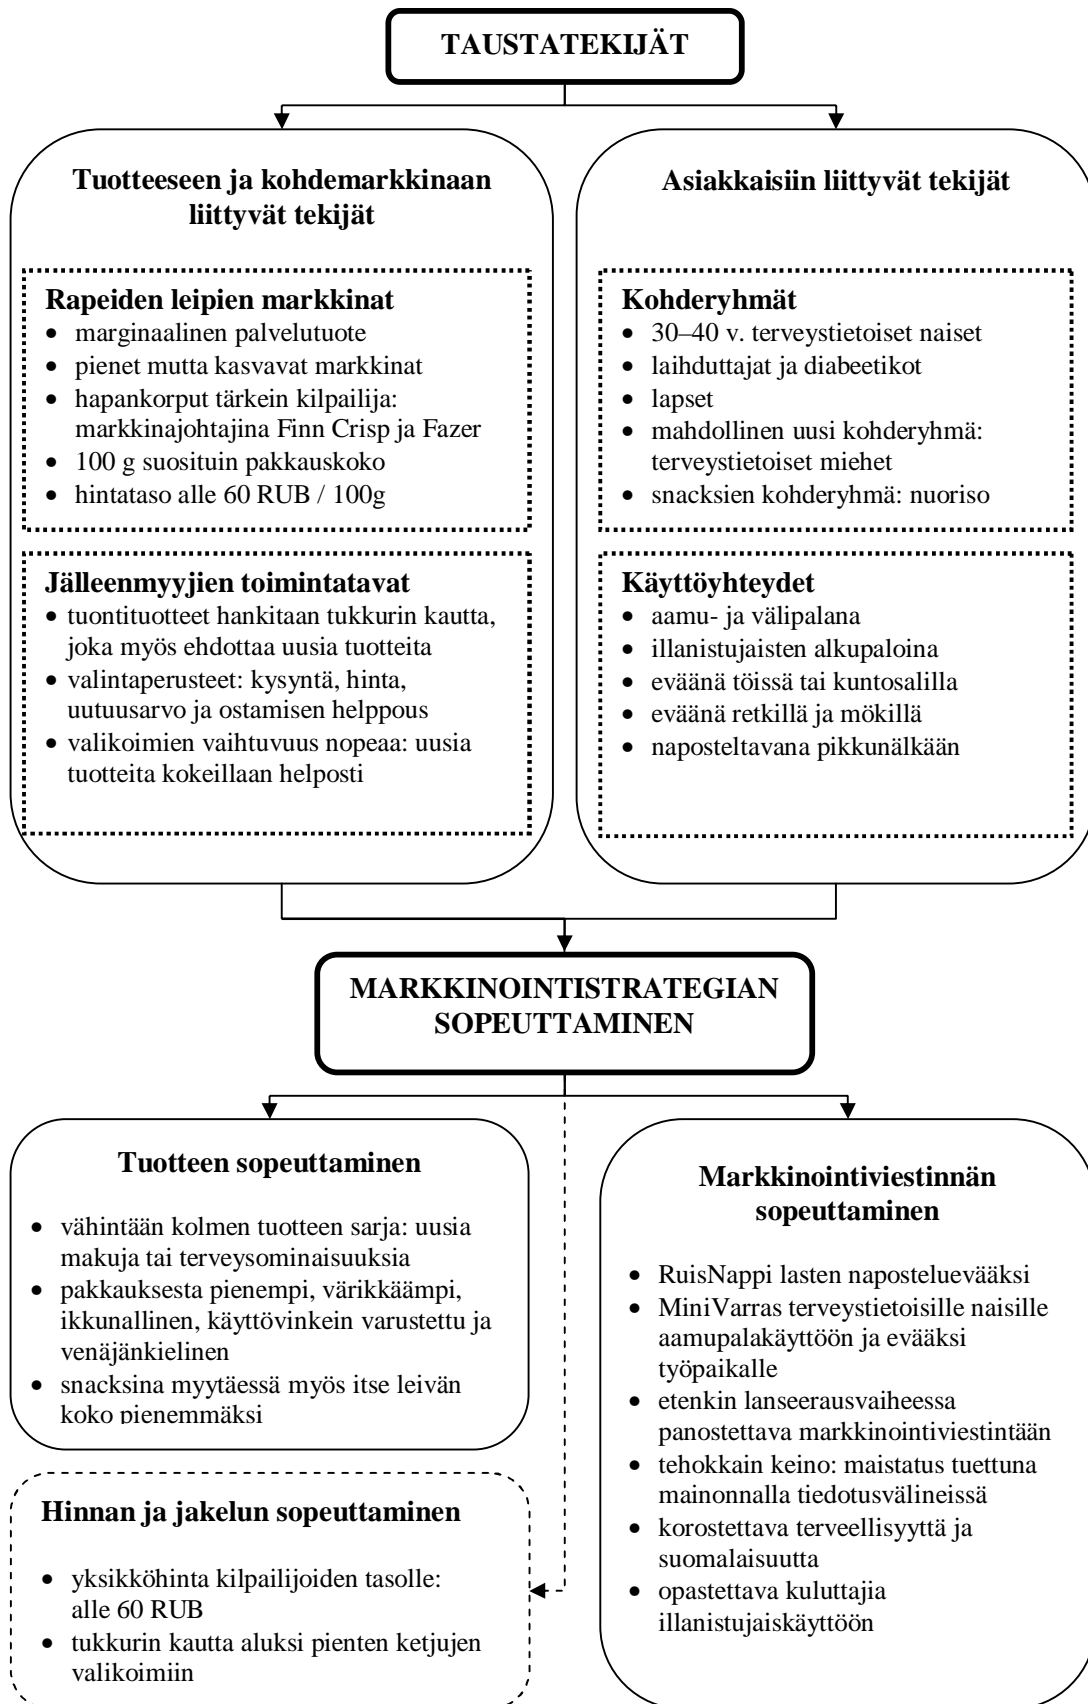 TAUSTATEKIJÄT
Tuotteeseen ja kohdemarkkinaan
liittyvät tekijät
Rapeiden leipien markkinat
• marginaalinen palvelutuote
• pienet mutta kasvavat markkinat
• hapankorput tärkein kilpailija:
markkinajohtajina Finn Crisp ja Fazer
• 100 g suosituin pakkauskoko
• hintataso alle 60 RUB / 100g
Jälleenmyyjien toimintatavat
• tuontituotteet hankitaan tukkurin kautta,
joka myös ehdottaa uusia tuotteita
• valintaperusteet: kysyntä, hinta,
uutuusarvo ja ostamisen helppous
• valikoimien vaihtuvuus nopeaa: uusia
tuotteita kokeillaan helposti
Asiakkaisiin liittyvät tekijät
Kohderyhmät
• 30–40 v. terveystietoiset naiset
• laihduttajat ja diabeetikot
• lapset
• mahdollinen uusi kohderyhmä:
terveystietoiset miehet
• snacksien kohderyhmä: nuoriso
Käyttöyhteydet
• aamu- ja välipalana
• illanistujaisten alkupaloina
• eväänä töissä tai kuntosalilla
• eväänä retkillä ja mökillä
• naposteltavana pikkunälkään
MARKKINOINTISTRATEGIAN
SOPEUTTAMINEN
Tuotteen sopeuttaminen
• vähintään kolmen tuotteen sarja: uusia
makuja tai terveysominaisuuksia
• pakkauksesta pienempi, värikkäämpi,
ikkunallinen, käyttövinkein varustettu ja
venäjänkielinen
• snacksina myytäessä myös itse leivän
koko pienemmäksi
Hinnan ja jakelun sopeuttaminen
• yksikköhinta kilpailijoiden tasolle:
alle 60 RUB
• tukkurin kautta aluksi pienten ketjujen
valikoimiin
Markkinointiviestinnän
sopeuttaminen
• RuisNappi lasten naposteluevääksi
• MiniVarras terveystietoisille naisille
aamupalakäyttöön ja evääksi
työpaikalle
• etenkin lanseerausvaiheessa
panostettava markkinointiviestintään
• tehokkain keino: maistatus tuettuna
mainonnalla tiedotusvälineissä
• korostettava terveellisyyttä ja
suomalaisuutta
• opastettava kuluttajia
illanistujaiskäyttöön